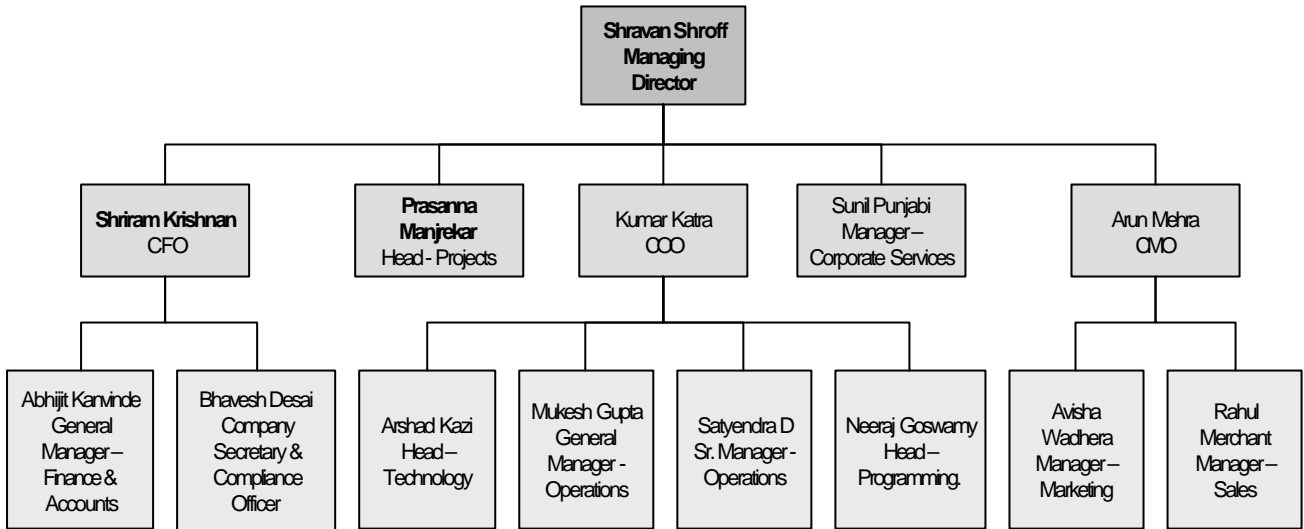 Shravan Shroff
Managing
Director
Shriram Krishnan
CFO
Prasanna
Manjrekar
Head - Projects
Kumar Katra
COO
Sunil Punjabi
Manager –
Corporate Services
Arun Mehra
CMO
Abhijit Kanvinde
General
Manager –
Finance &
Accounts
Bhavesh Desai
Company
Secretary &
Compliance
Officer
Arshad Kazi
Head –
Technology
Mukesh Gupta
General
Manager -
Operations
Satyendra D
Sr. Manager -
Operations
Neeraj Goswamy
Head –
Programming.
Avisha
Wadhera
Manager –
Marketing
Rahul
Merchant
Manager –
Sales